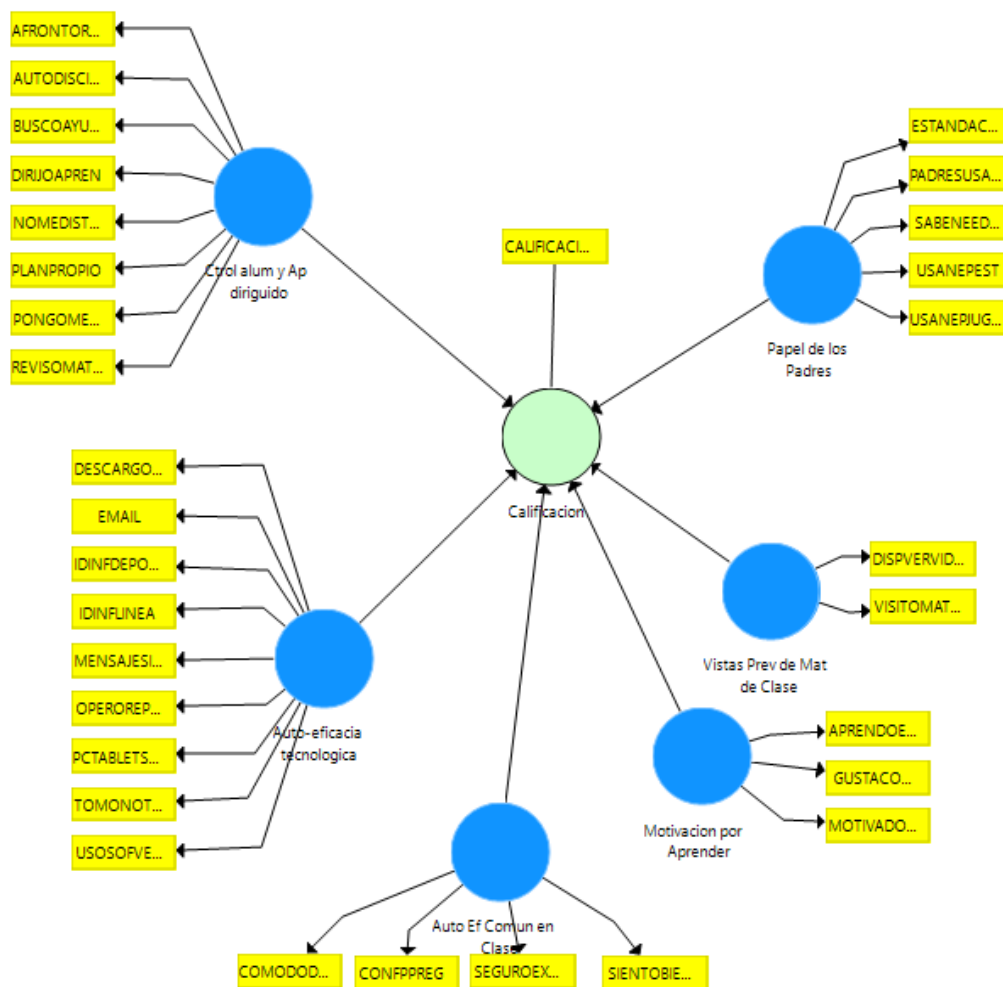 AFRONTOR...
AUTODISCI...
BUSCOAYU...
DIRIJOAPREN
NOMEDIST...
PLANPROPIO
PONGOME...
REVISOMAT...
Ctrol alum y Ap
diriguido
CALIFICACI...
ESTANDAC...
PADRESUSA...
SABENEED...
USANEPEST
USANEPJUG...
Papel de los
Padres
Calificacion
DESCARGO...
EMAIL
IDINFDEPO...
IDINFLINEA
MENSAJESI...
OPEROREP...
PCTABLETS...
TOMONOT...
USOSOFVE...
Auto-eficacia
tecnologica
DISPVERVID...
VISITOMAT...
Vistas Prev de Mat
de Clase
APRENDOE...
GUSTACO...
MOTIVADO...
Motivacion por
Aprender
Auto Ef Comun en
Clase
COMODOD...
CONFPPREG
SEGUROEX...
SIENTOBIE...